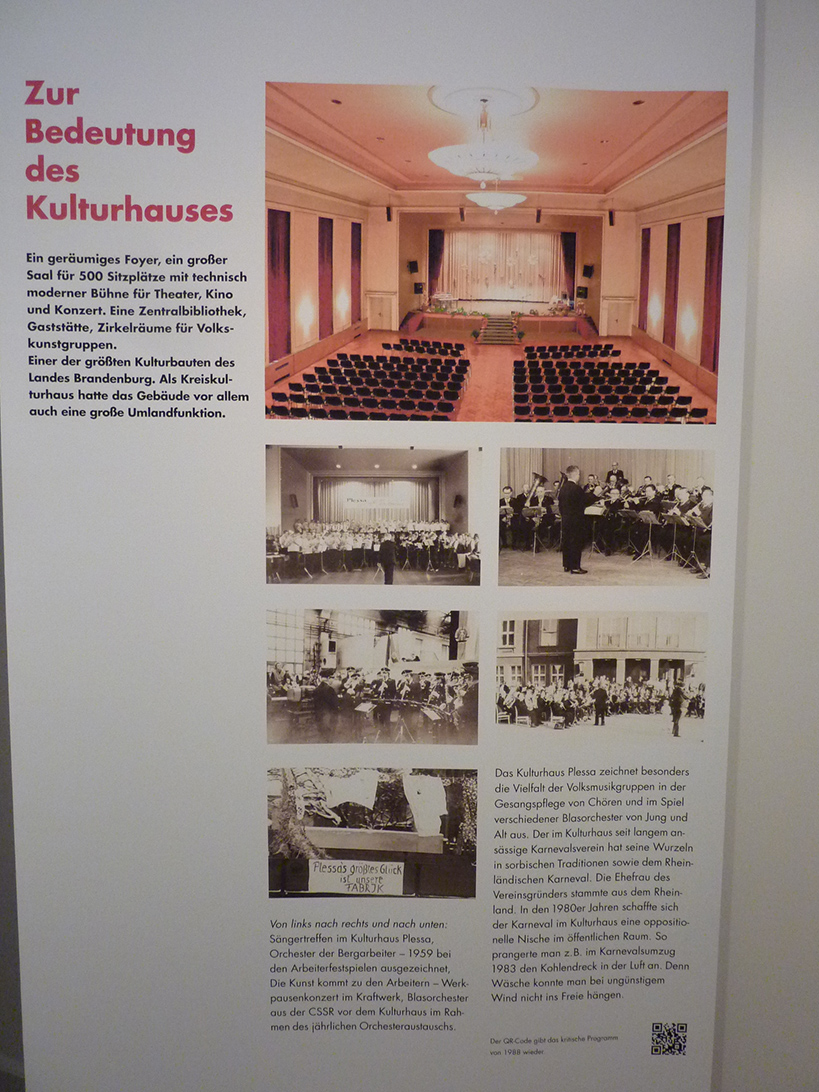 Zur
Bedeutung
des
Kulturhauses
Ein geräumiges Foyer, ein großer
Saal für 500 Sitzplätze mit technisch
moderner Bühne für Theater, Kino
und Konzert. Eine Zentralbibliothek,
Gaststätte, Zirkelräume für Volks-
kunstgruppen.
Einer der größten Kulturbauten des
Landes Brandenburg. Als Kreiskul-
turhaus hatte das Gebäude vor allem
auch eine große Umlandfunktion.
Plessa
Plessa's größtes Glück
ist unsere
FABRIK
Von links nach rechts und nach unten:
Sängertreffen im Kulturhaus Plessa,
Orchester der Bergarbeiter – 1959 bei
den Arbeiterfestspielen ausgezeichnet,
Die Kunst kommt zu den Arbeitern – Werk-
pausenkonzert im Kraftwerk, Blasorchester
aus der CSSR vor dem Kulturhaus im Rah-
men des jährlichen Orchesteraustauschs.
Das Kulturhaus Plessa zeichnet besonders
die Vielfalt der Volksmusikgruppen in der
Gesangspflege von Chören und im Spiel
verschiedener Blasorchester von Jung und
Alt aus. Der im Kulturhaus seit langem an-
sässige Karnevalsverein hat seine Wurzeln
in sorbischen Traditionen sowie dem Rhein-
ländischen Karneval. Die Ehefrau des
Vereinsgründers stammte aus dem Rhein-
land. In den 1980er Jahren schaffte sich
der Karneval im Kulturhaus eine oppositio-
nelle Nische im öffentlichen Raum. So
prangerte man z.B. im Karnevalsumzug
1983 den Kohlendreck in der Luft an. Denn
Wäsche konnte man bei ungünstigem
Wind nicht ins Freie hängen.
Der QR-Code gibt das kritische Programm
von 1988 wieder.